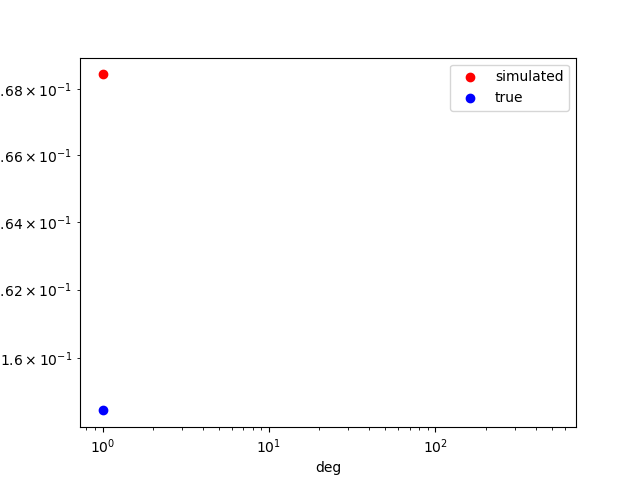 simulated
true
.68 × 10⁻¹
.66 × 10⁻¹
.64 × 10⁻¹
.62 × 10⁻¹
1.6 × 10⁻¹
10⁰ 10¹ 10²
deg